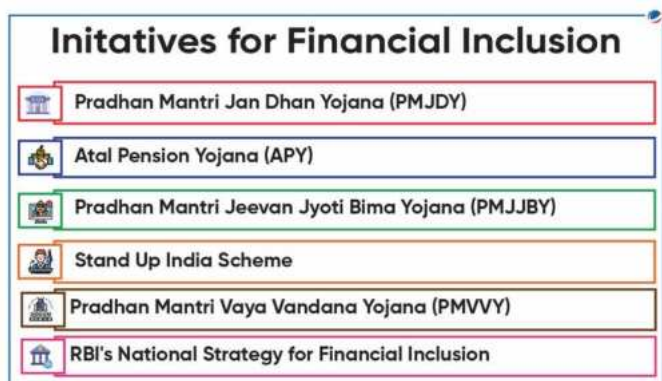 Initatives for Financial Inclusion
Pradhan Mantri Jan Dhan Yojana (PMJDY)
Atal Pension Yojana (APY)
Pradhan Mantri Jeevan Jyoti Bima Yojana (PMJJBY)
Stand Up India Scheme
Pradhan Mantri Vaya Vandana Yojana (PMVVY)
RBI's National Strategy for Financial Inclusion